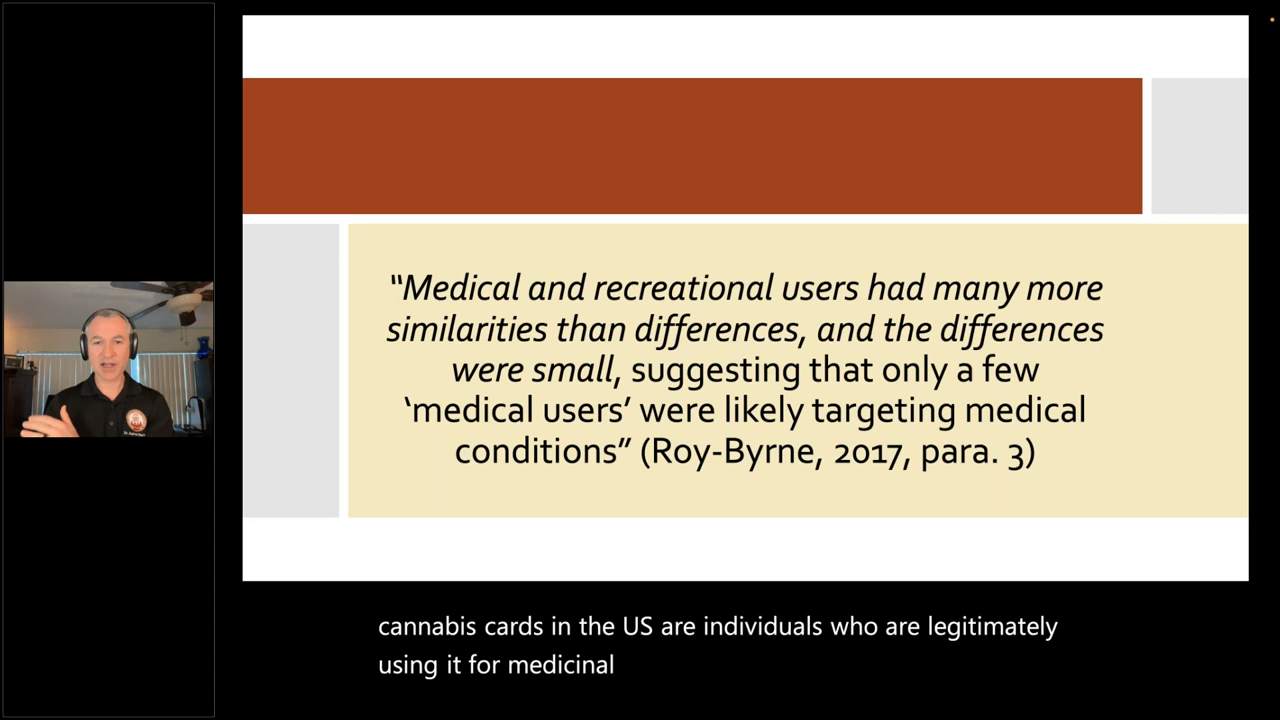 “Medical and recreational users had many more
similarities than differences, and the differences
were small, suggesting that only a few
‘medical users’ were likely targeting medical
conditions” (Roy-Byrne, 2017, para. 3)
cannabis cards in the US are individuals who are legitimately
using it for medicinal